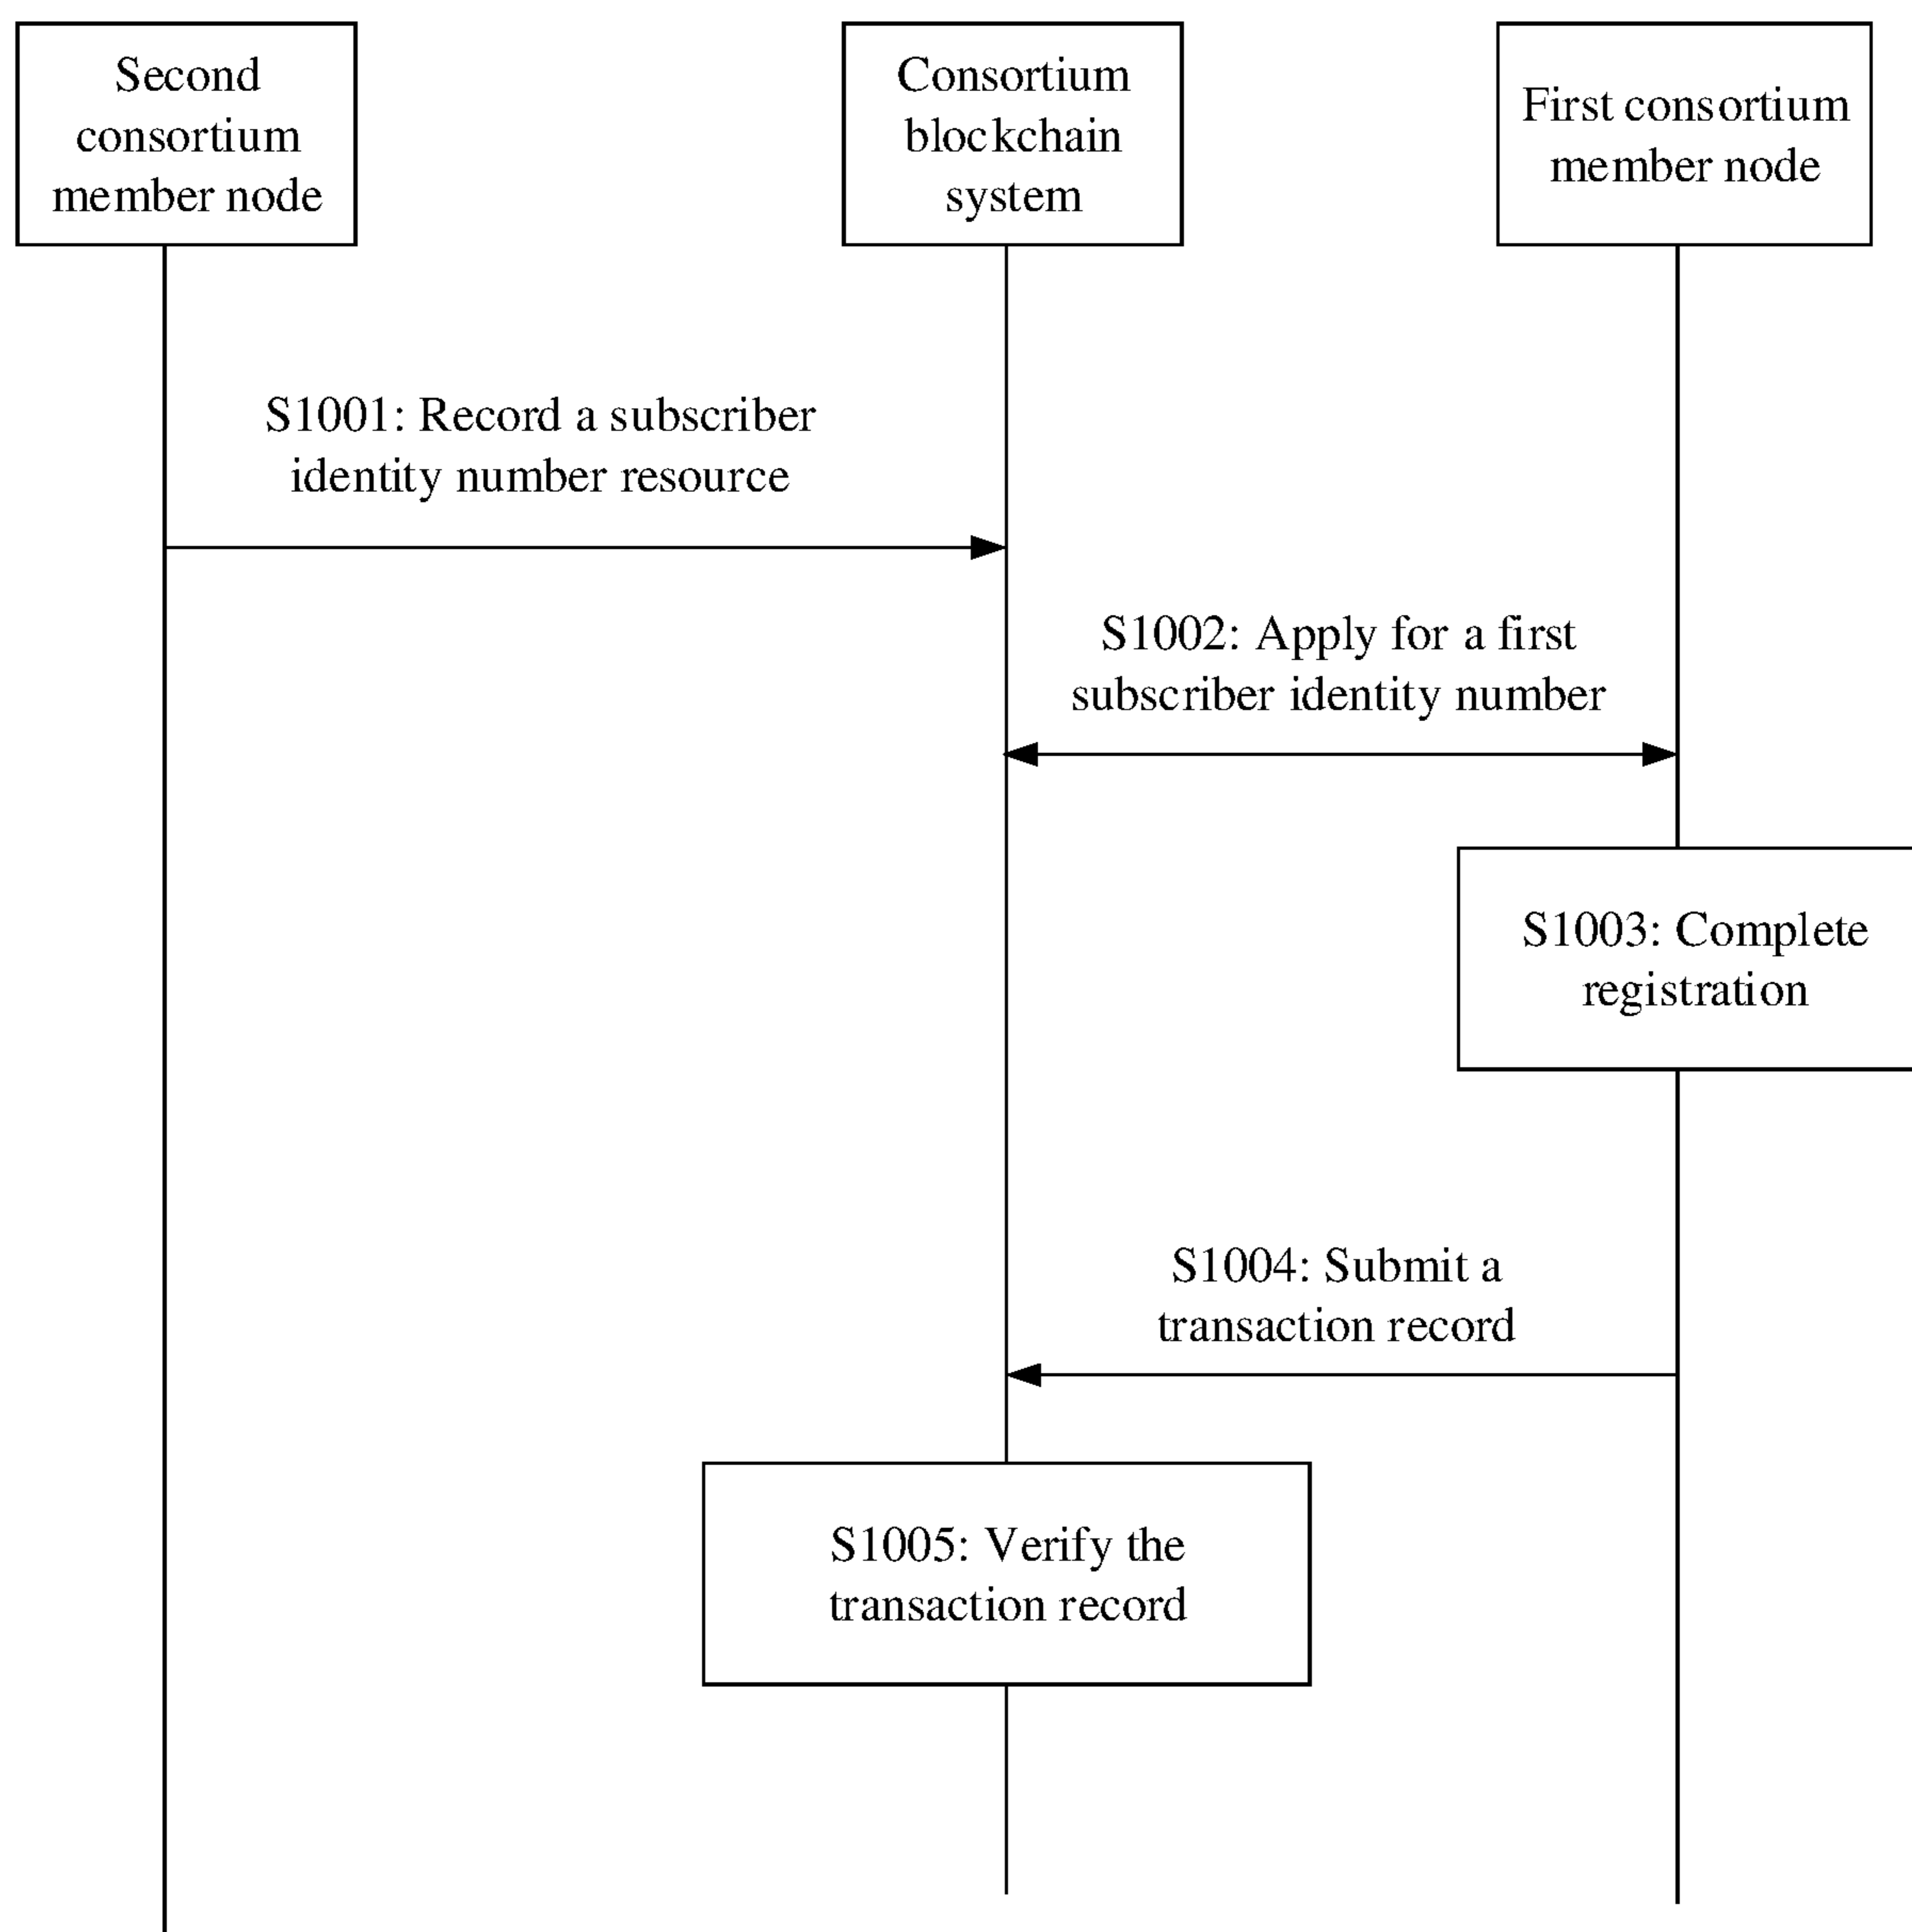 Second
consortium
member node
Consortium
blockchain
system
First consortium
member node
S1001: Record a subscriber
identity number resource
S1002: Apply for a first
subscriber identity number
S1003: Complete
registration
S1004: Submit a
transaction record
S1005: Verify the
transaction record